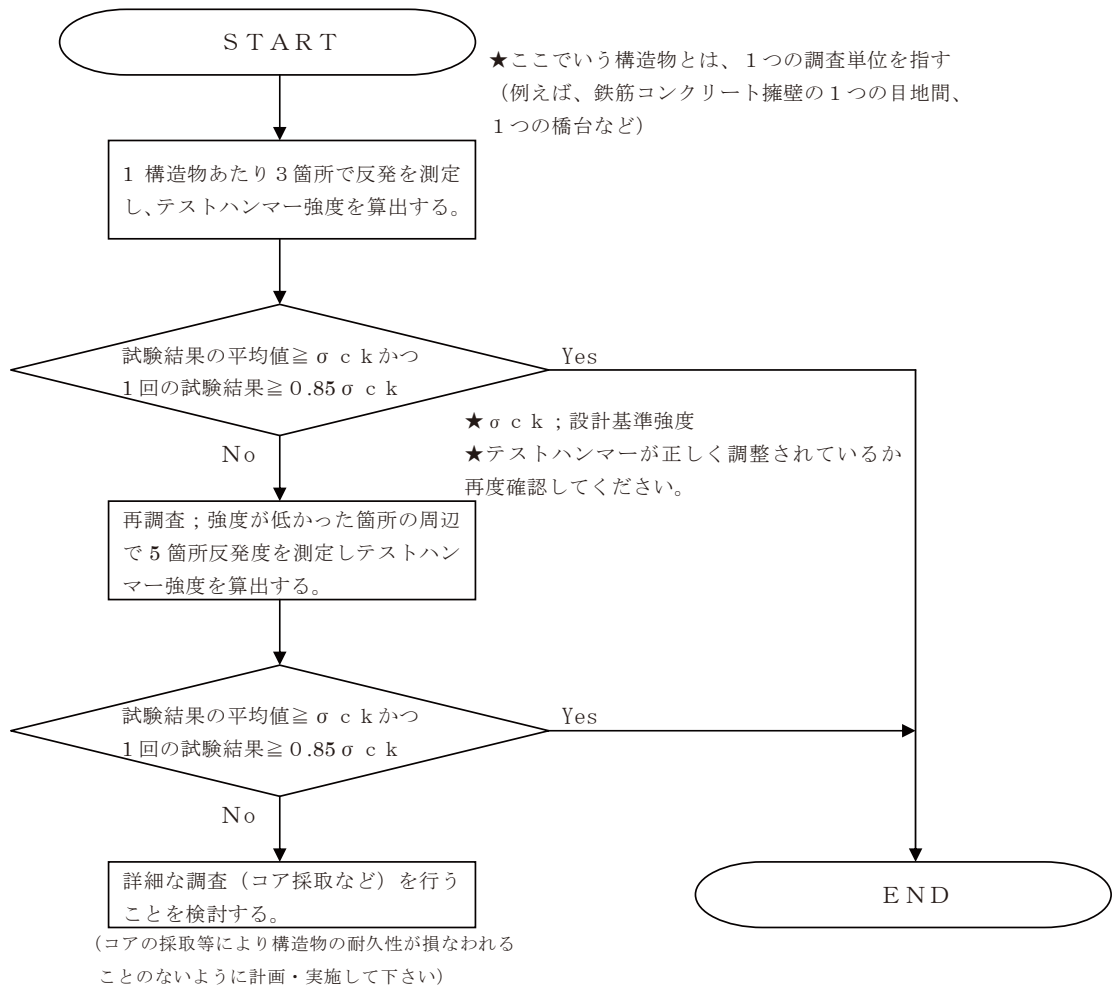 ＳＴＡＲＴ
★ここでいう構造物とは、１つの調査単位を指す
（例えば、鉄筋コンクリート擁壁の１つの目地間、
１つの橋台など）
1 構造物あたり３箇所で反発を測定
し、テストハンマー強度を算出する。
試験結果の平均値≧σｃｋかつ
1回の試験結果≧０.85σｃｋ
Yes
★σｃｋ；設計基準強度
★テストハンマーが正しく調整されているか
再度確認してください。
No
再調査；強度が低かった箇所の周辺
で5箇所反発度を測定しテストハン
マー強度を算出する。
試験結果の平均値≧σｃｋかつ
1回の試験結果≧０.85σｃｋ
Yes
No
詳細な調査（コア採取など）を行う
ことを検討する。
ＥＮＤ
（コアの採取等により構造物の耐久性が損なわれる
ことのないように計画・実施して下さい）